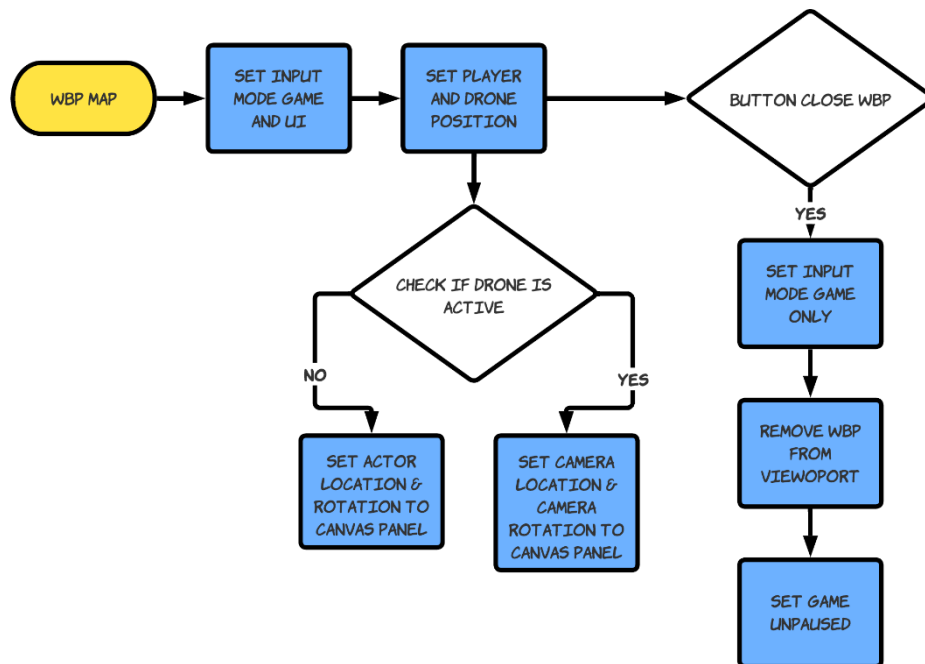 WBP MAP
SET INPUT
MODE GAME
AND UI
SET PLAYER
AND DRONE
POSITION
BUTTON CLOSE WBP
YES
CHECK IF DRONE IS
ACTIVE
NO
YES
SET INPUT
MODE GAME
ONLY
REMOVE WBP
FROM
VIEWOPORT
SET ACTOR
LOCATION &
ROTATION TO
CANVAS PANEL
SET CAMERA
LOCATION &
CAMERA
ROTATION TO
CANVAS PANEL
SET GAME
UNPAUSED